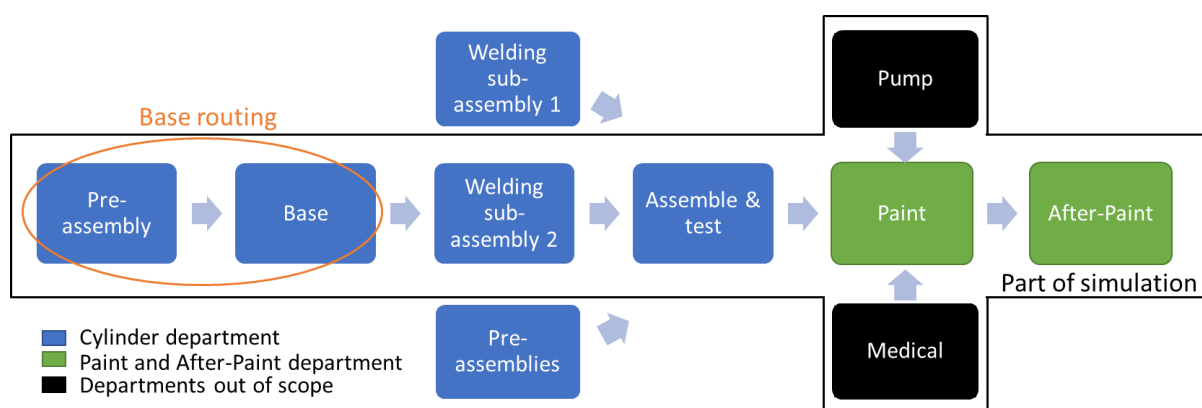 Welding
sub-
assembly 1
Pump
Base routing
Pre-
assembly
Base
Welding
sub-
assembly 2
Assemble &
test
Paint
After-Paint
Part of simulation
Cylinder department
Paint and After-Paint department
Departments out of scope
Pre-
assemblies
Medical